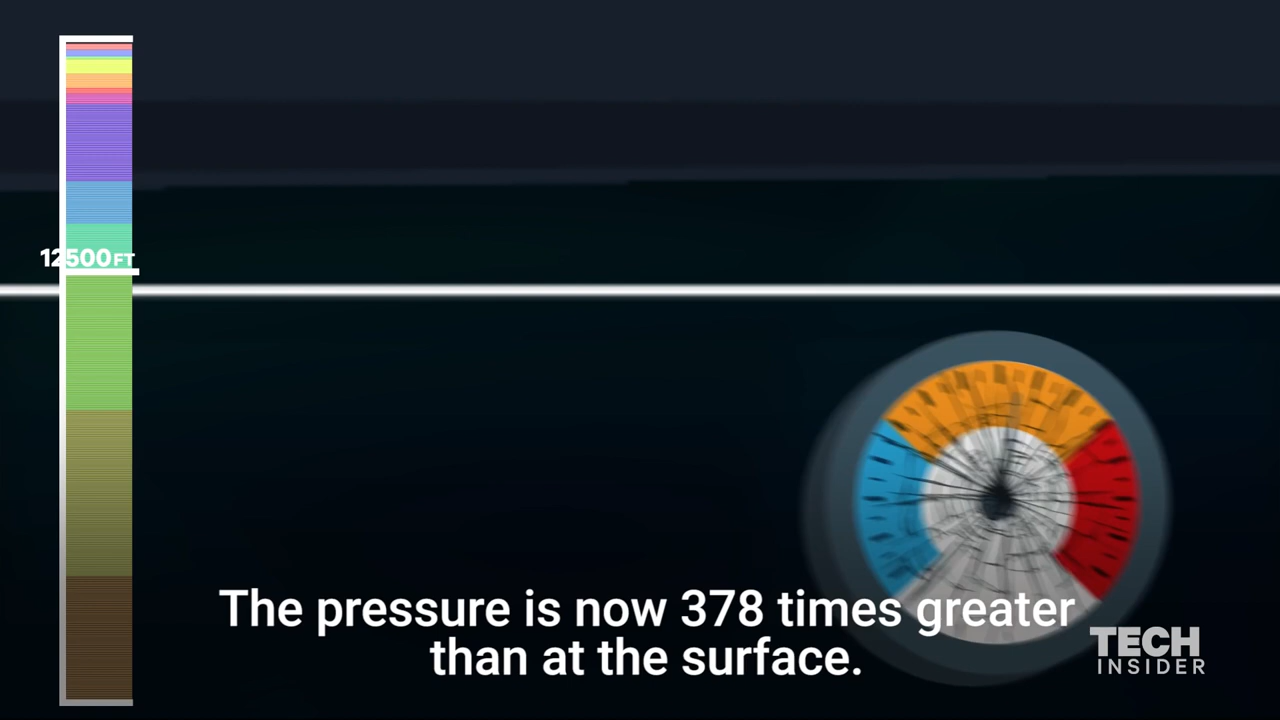 12500FT
The pressure is now 378 times greater
than at the surface.
TECH
INSIDER